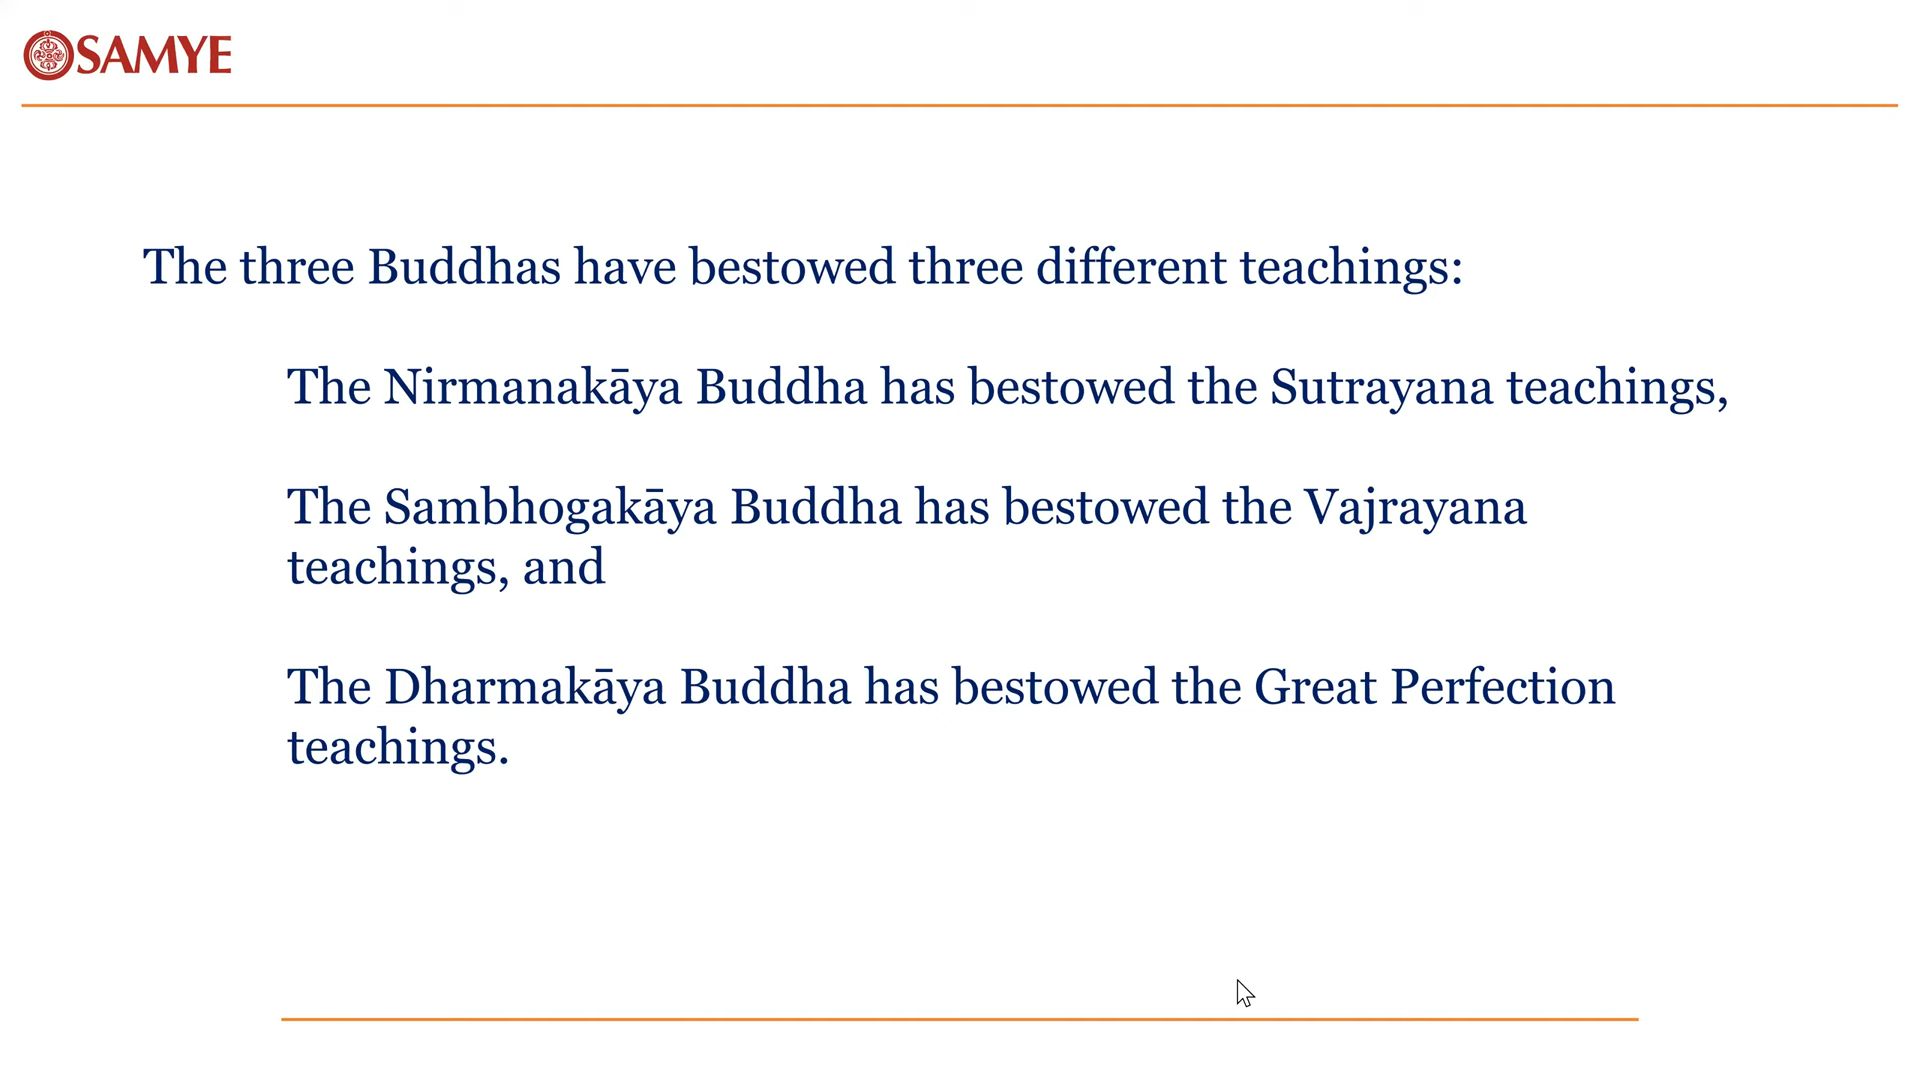 SAMYE
The three Buddhas have bestowed three different teachings:
The Nirmanakāya Buddha has bestowed the Sutrayana teachings,
The Sambhogakāya Buddha has bestowed the Vajrayana
teachings, and
The Dharmakāya Buddha has bestowed the Great Perfection
teachings.